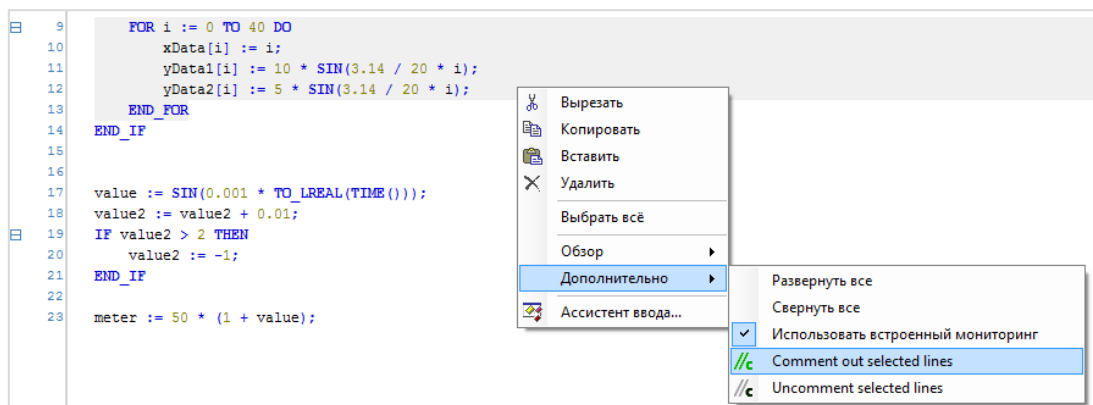 9 FOR i := 0 TO 40 DO
10 xData[i] := i;
11 yData1[i] := 10 * SIN(3.14 / 20 * i);
12 yData2[i] := 5 * SIN(3.14 / 20 * i);
13 END_FOR
14 END_IF
15
16
17 value := SIN(0.001 * TO_LREAL(TIME()));
18 value2 := value2 + 0.01;
19 IF value2 > 2 THEN
20 value2 := -1;
21 END_IF
22
23 meter := 50 * (1 + value);
Вырезать
Копировать
Вставить
Удалить
Выбрать всё
Обзор
Дополнительно
Ассистент ввода...
Развернуть все
Свернуть все
Использовать встроенный мониторинг
//c Comment out selected lines
//c Uncomment selected lines